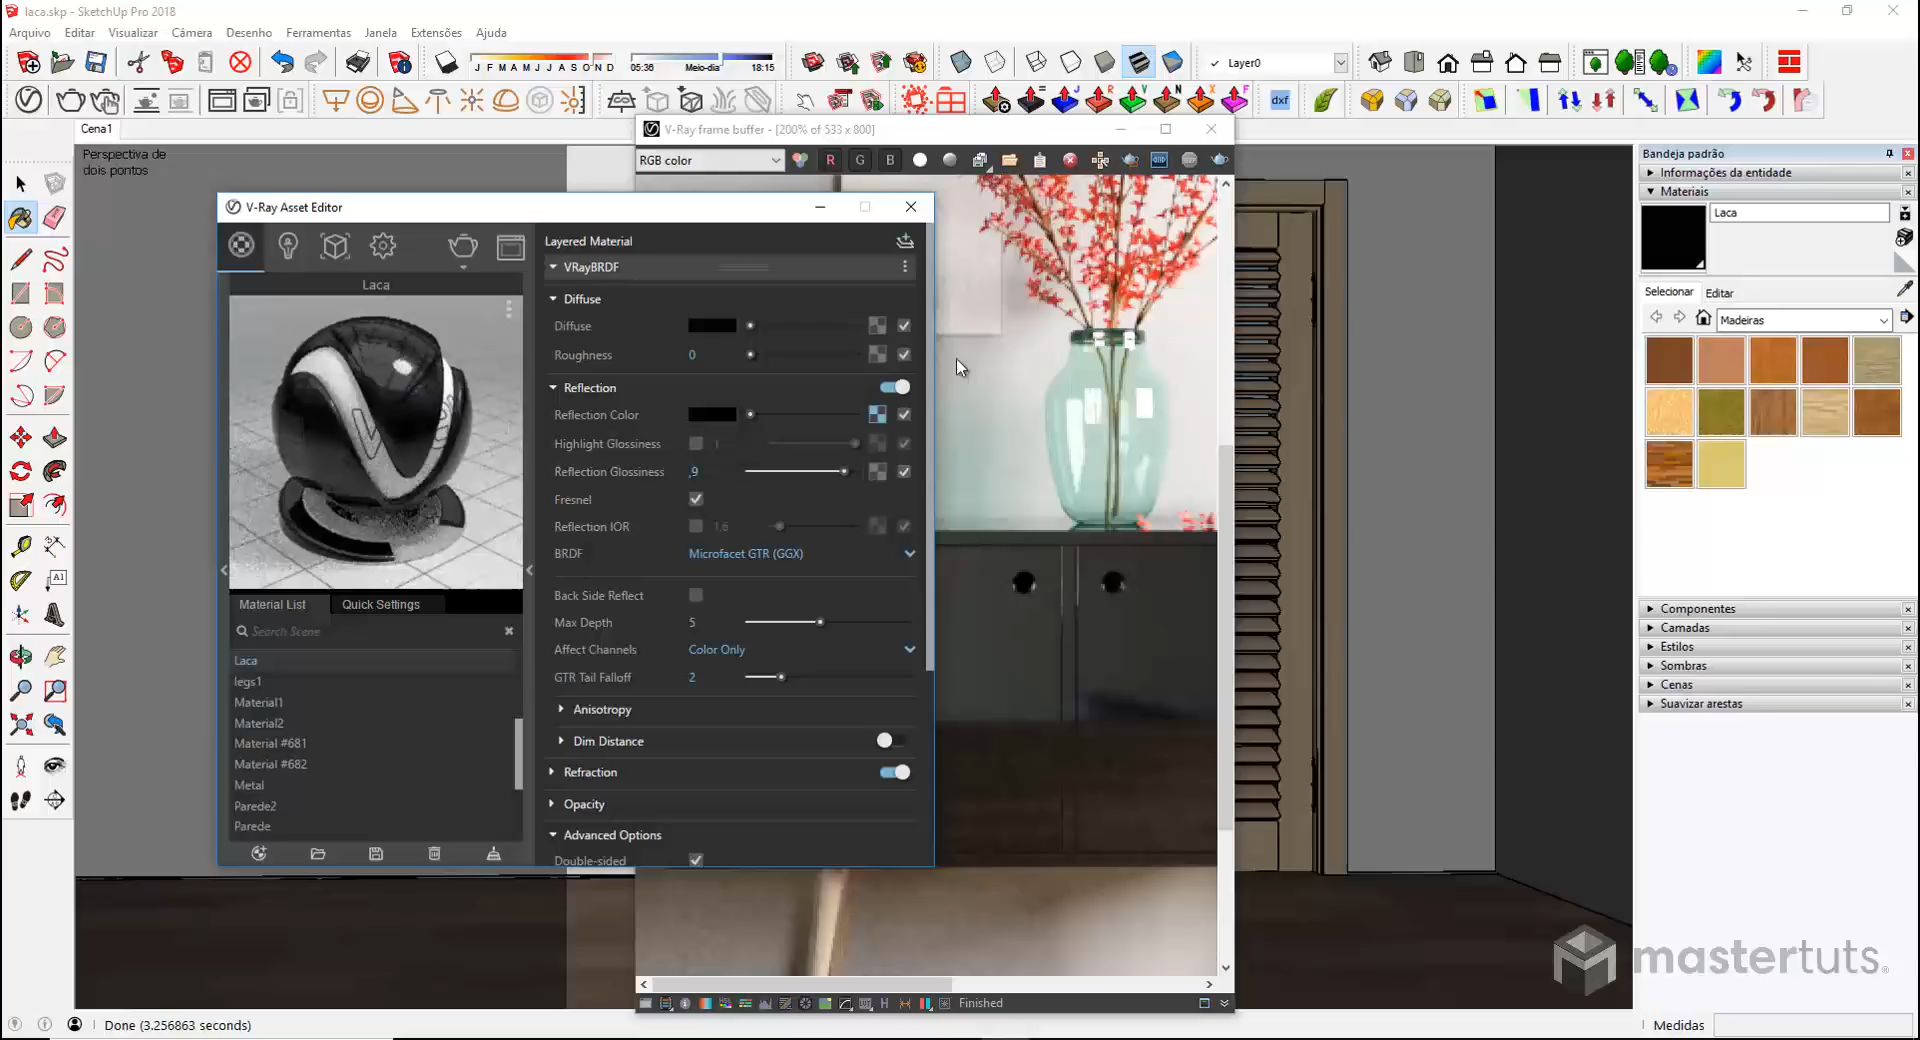 laca.skp - SketchUp Pro 2018
Arquivo Editar Visualizar Câmera Desenho Ferramentas Janela Extensões Ajuda
J F M A M J J A S O N D 05:36 Meio-dia 18:15
Layer0
dxf
Cena1
Perspectiva de
dois pontos
V-Ray frame buffer - [200% of 533 x 800]
RGB color
R G B
Finished
V-Ray Asset Editor
Laca
Material List Quick Settings
Search Scene
Laca
legs1
Material1
Material2
Material #681
Material #682
Metal
Parede2
Parede
Layered Material
VRayBRDF
Diffuse
Diffuse
Roughness 0
Reflection
Reflection Color
Highlight Glossiness 1
Reflection Glossiness ,9
Fresnel
Reflection IOR 1.6
BRDF Microfacet GTR (GGX)
Back Side Reflect
Max Depth 5
Affect Channels Color Only
GTR Tail Falloff 2
Anisotropy
Dim Distance
Refraction
Opacity
Advanced Options
Double-sided
Bandeja padrão
Informações da entidade
Materiais
Laca
Selecionar Editar
Madeiras
Componentes
Camadas
Estilos
Sombras
Cenas
Suavizar arestas
mastertuts
Done (3.256863 seconds)
Medidas